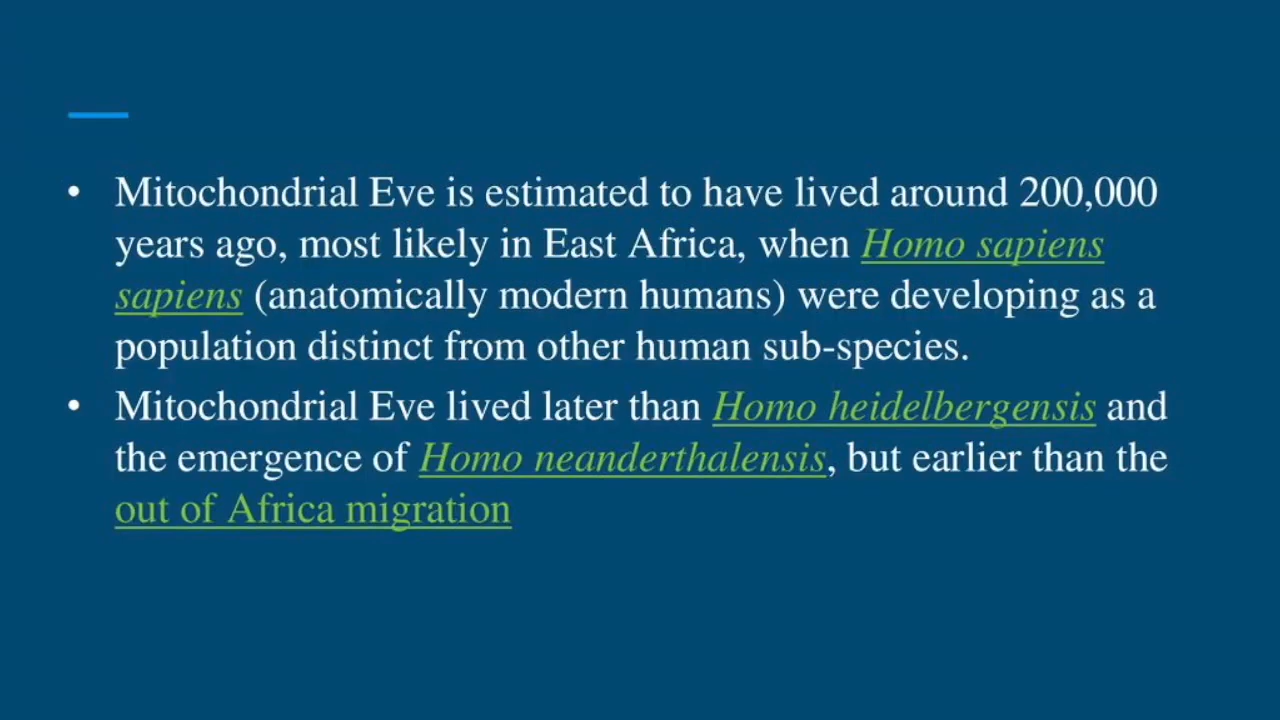 • Mitochondrial Eve is estimated to have lived around 200,000
years ago, most likely in East Africa, when Homo sapiens
sapiens (anatomically modern humans) were developing as a
population distinct from other human sub-species.
• Mitochondrial Eve lived later than Homo heidelbergensis and
the emergence of Homo neanderthalensis, but earlier than the
out of Africa migration